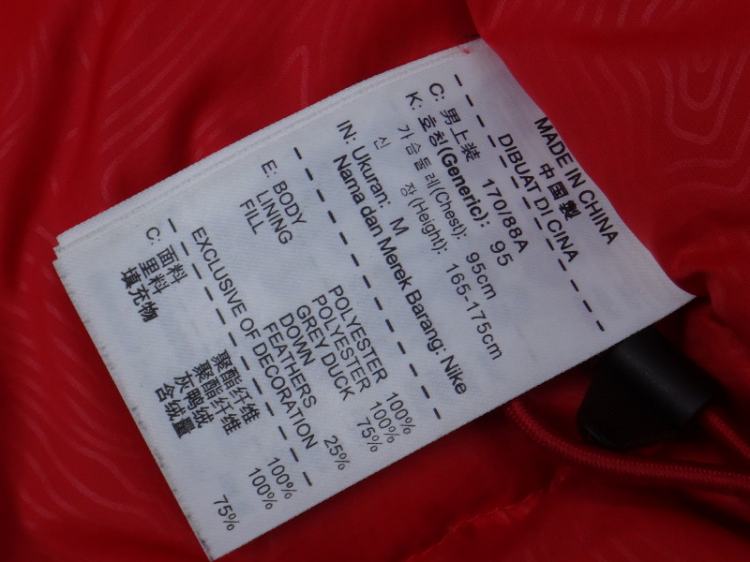 MADE IN CHINA
中国製
DIBUAT DI CINA
C: 男上装 170/88A
K: 호칭(Generic): 95
가슴둘레(Chest): 95cm
신 장(Height): 165-175cm
IN: Ukuran: M
Nama dan Merek Barang: Nike
E: BODY POLYESTER 100%
LINING POLYESTER 100%
FILL GREY DUCK 75%
DOWN
FEATHERS 25%
EXCLUSIVE OF DECORATION
C: 面料 聚酯纤维 100%
里料 聚酯纤维 100%
填充物 灰鸭绒
含绒量 75%